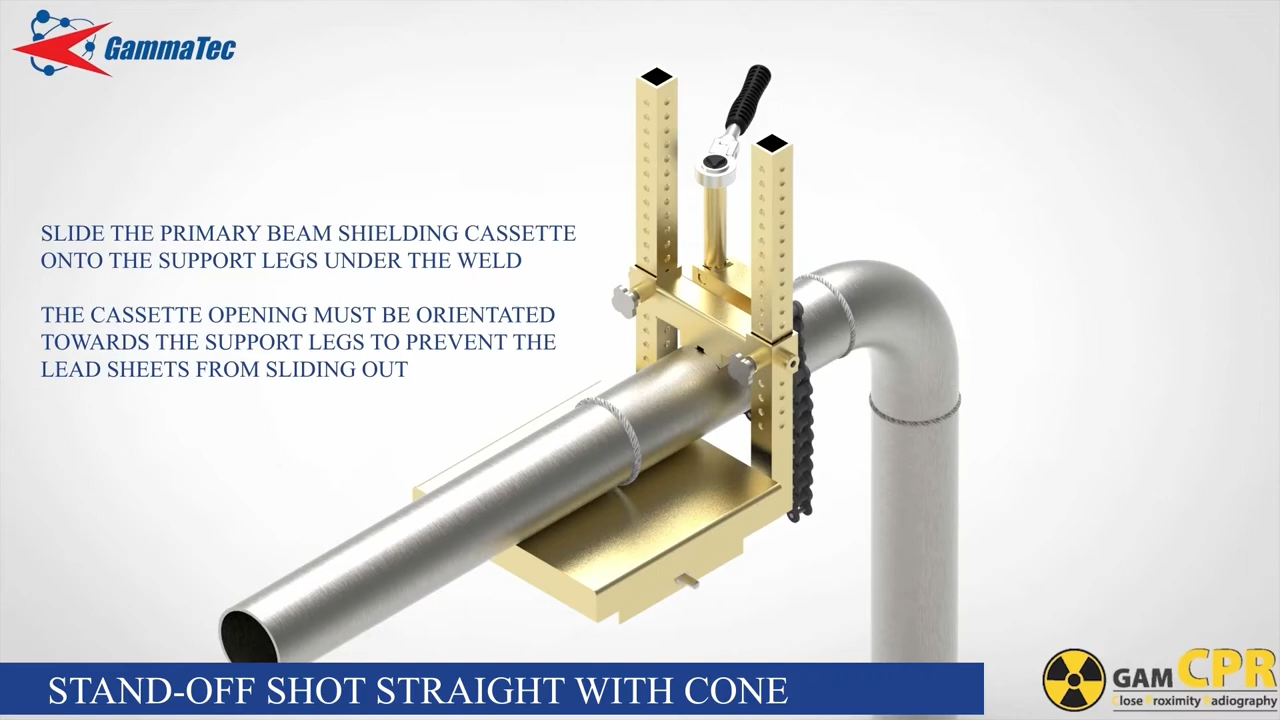 GammaTec
SLIDE THE PRIMARY BEAM SHIELDING CASSETTE
ONTO THE SUPPORT LEGS UNDER THE WELD
THE CASSETTE OPENING MUST BE ORIENTATED
TOWARDS THE SUPPORT LEGS TO PREVENT THE
LEAD SHEETS FROM SLIDING OUT
STAND-OFF SHOT STRAIGHT WITH CONE
GAM CPR
Close Proximity Radiography